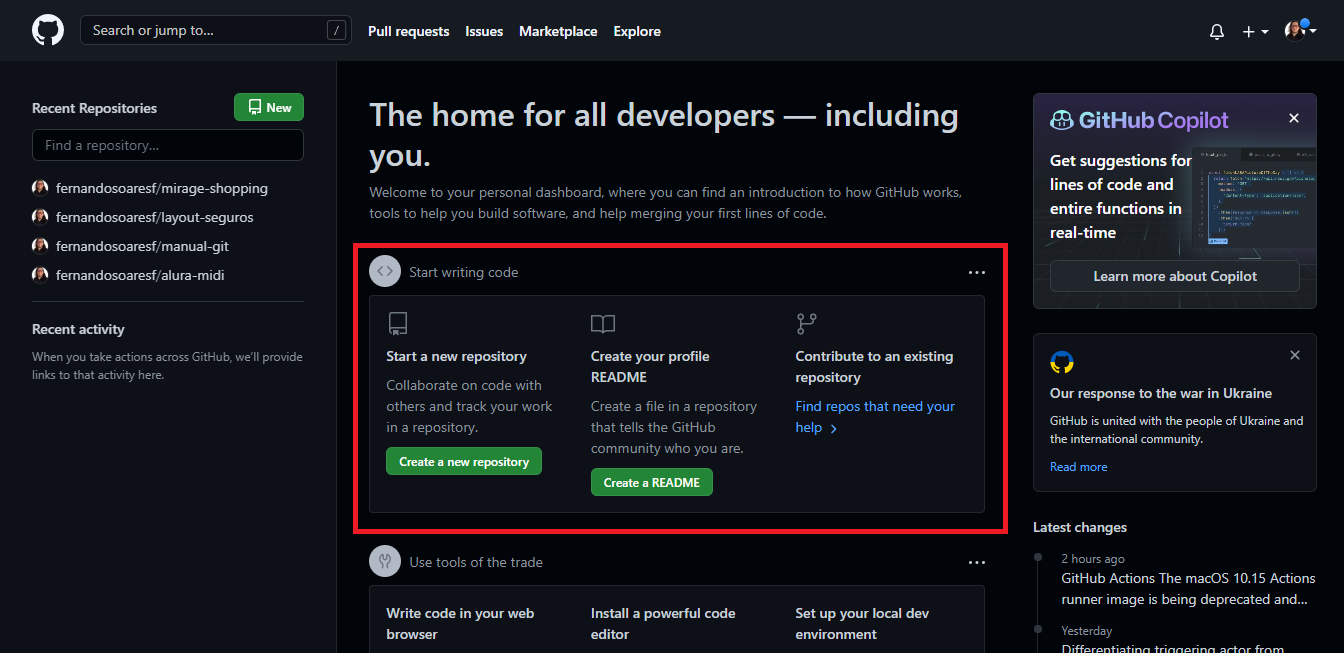 Search or jump to...
/
Pull requests
Issues
Marketplace
Explore
Recent Repositories
New
Find a repository...
fernandosoaresf/mirage-shopping
fernandosoaresf/layout-seguros
fernandosoaresf/manual-git
fernandosoaresf/alura-midi
Recent activity
When you take actions across GitHub, we'll provide
links to that activity here.
The home for all developers — including
you.
Welcome to your personal dashboard, where you can find an introduction to how GitHub works,
tools to help you build software, and help merging your first lines of code.
Start writing code
Start a new repository
Collaborate on code with
others and track your work
in a repository.
Create a new repository
Create your profile
README
Create a file in a repository
that tells the GitHub
community who you are.
Create a README
Contribute to an existing
repository
Find repos that need your
help
Use tools of the trade
Write code in your web
browser
Install a powerful code
editor
Set up your local dev
environment
GitHub Copilot
Get suggestions for
lines of code and
entire functions in
real-time
Learn more about Copilot
Our response to the war in Ukraine
GitHub is united with the people of Ukraine and
the international community.
Read more
Latest changes
2 hours ago
GitHub Actions The macOS 10.15 Actions
runner image is being deprecated and...
Yesterday
Differentiating triggering actor from